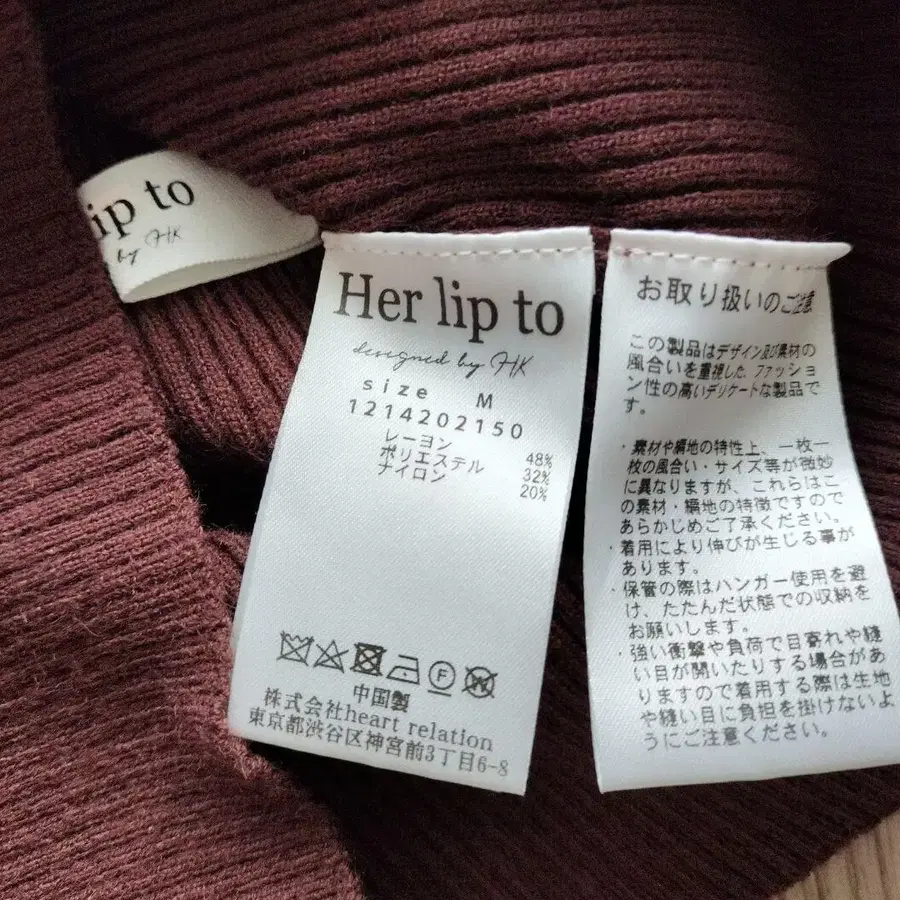 ip to
by HK
Her lip to
designed by HK
size M
1214202150
レーヨン 48%
ポリエステル 32%
ナイロン 20%
F
W
中国製
株式会社heart relation
東京都渋谷区神宮前3丁目6-8
お取り扱いのご注意
この製品はデザイン及び素材の
風合いを重視した、ファッショ
ン性の高いデリケートな製品で
す。
・素材や編地の特性上、一枚一
枚の風合い・サイズ等が微妙
に異なりますが、これらはこ
の素材・編地の特徴ですので
あらかじめご了承ください。
・着用により伸びが生じる事が
あります。
・保管の際はハンガー使用を避
け、たたんだ状態での収納を
お願いします。
・強い衝撃や負荷で目寄れや縫
い目が開いたりする場合があ
りますので着用する際は生地
や縫い目に負担を掛けないよ
うにご注意ください。